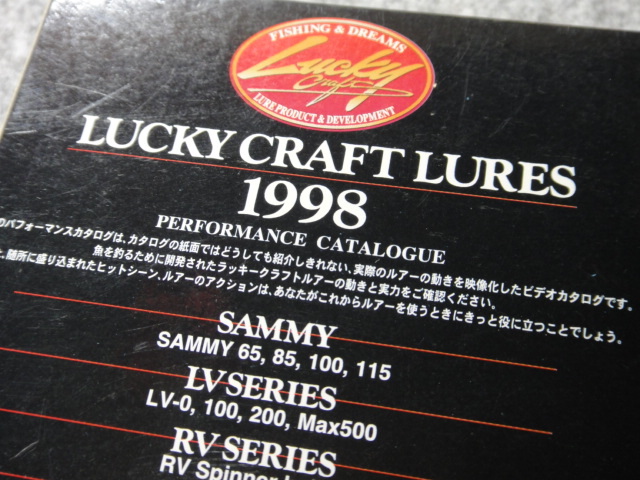 FISHING & DREAMS
Lucky
Craft
LURE PRODUCT & DEVELOPMENT
LUCKY CRAFT LURES
1998
PERFORMANCE CATALOGUE
のパフォーマンスカタログは、カタログの紙面ではどうしても紹介しきれない、実際のルアーの動きを映像化したビデオカタログです。
魚を釣るために開発されたラッキークラフトルアーの動きと実力をご確認ください。
た、随所に盛り込まれたヒットシーン、ルアーのアクションは、あなたがこれからルアーを使うときにきっと役に立つことでしょう。
SAMMY
SAMMY 65, 85, 100, 115
LV SERIES
LV-0, 100, 200, Max500
RV SERIES
RV Spinner